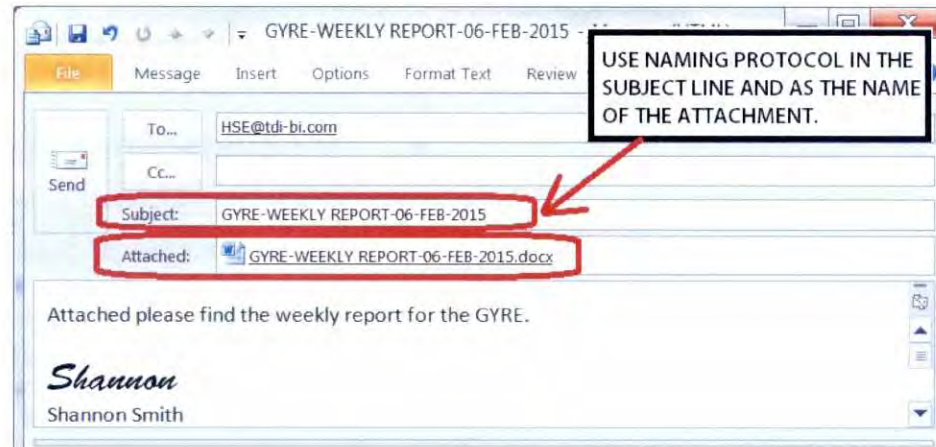 GYRE-WEEKLY REPORT-06-FEB-2015 -
File Message Insert Options Format Text Review
USE NAMING PROTOCOL IN THE
SUBJECT LINE AND AS THE NAME
OF THE ATTACHMENT.
To... HSE@tdi-bi.com
Cc...
Send
Subject: GYRE-WEEKLY REPORT-06-FEB-2015
Attached: GYRE-WEEKLY REPORT-06-FEB-2015.docx
Attached please find the weekly report for the GYRE.
Shannon
Shannon Smith